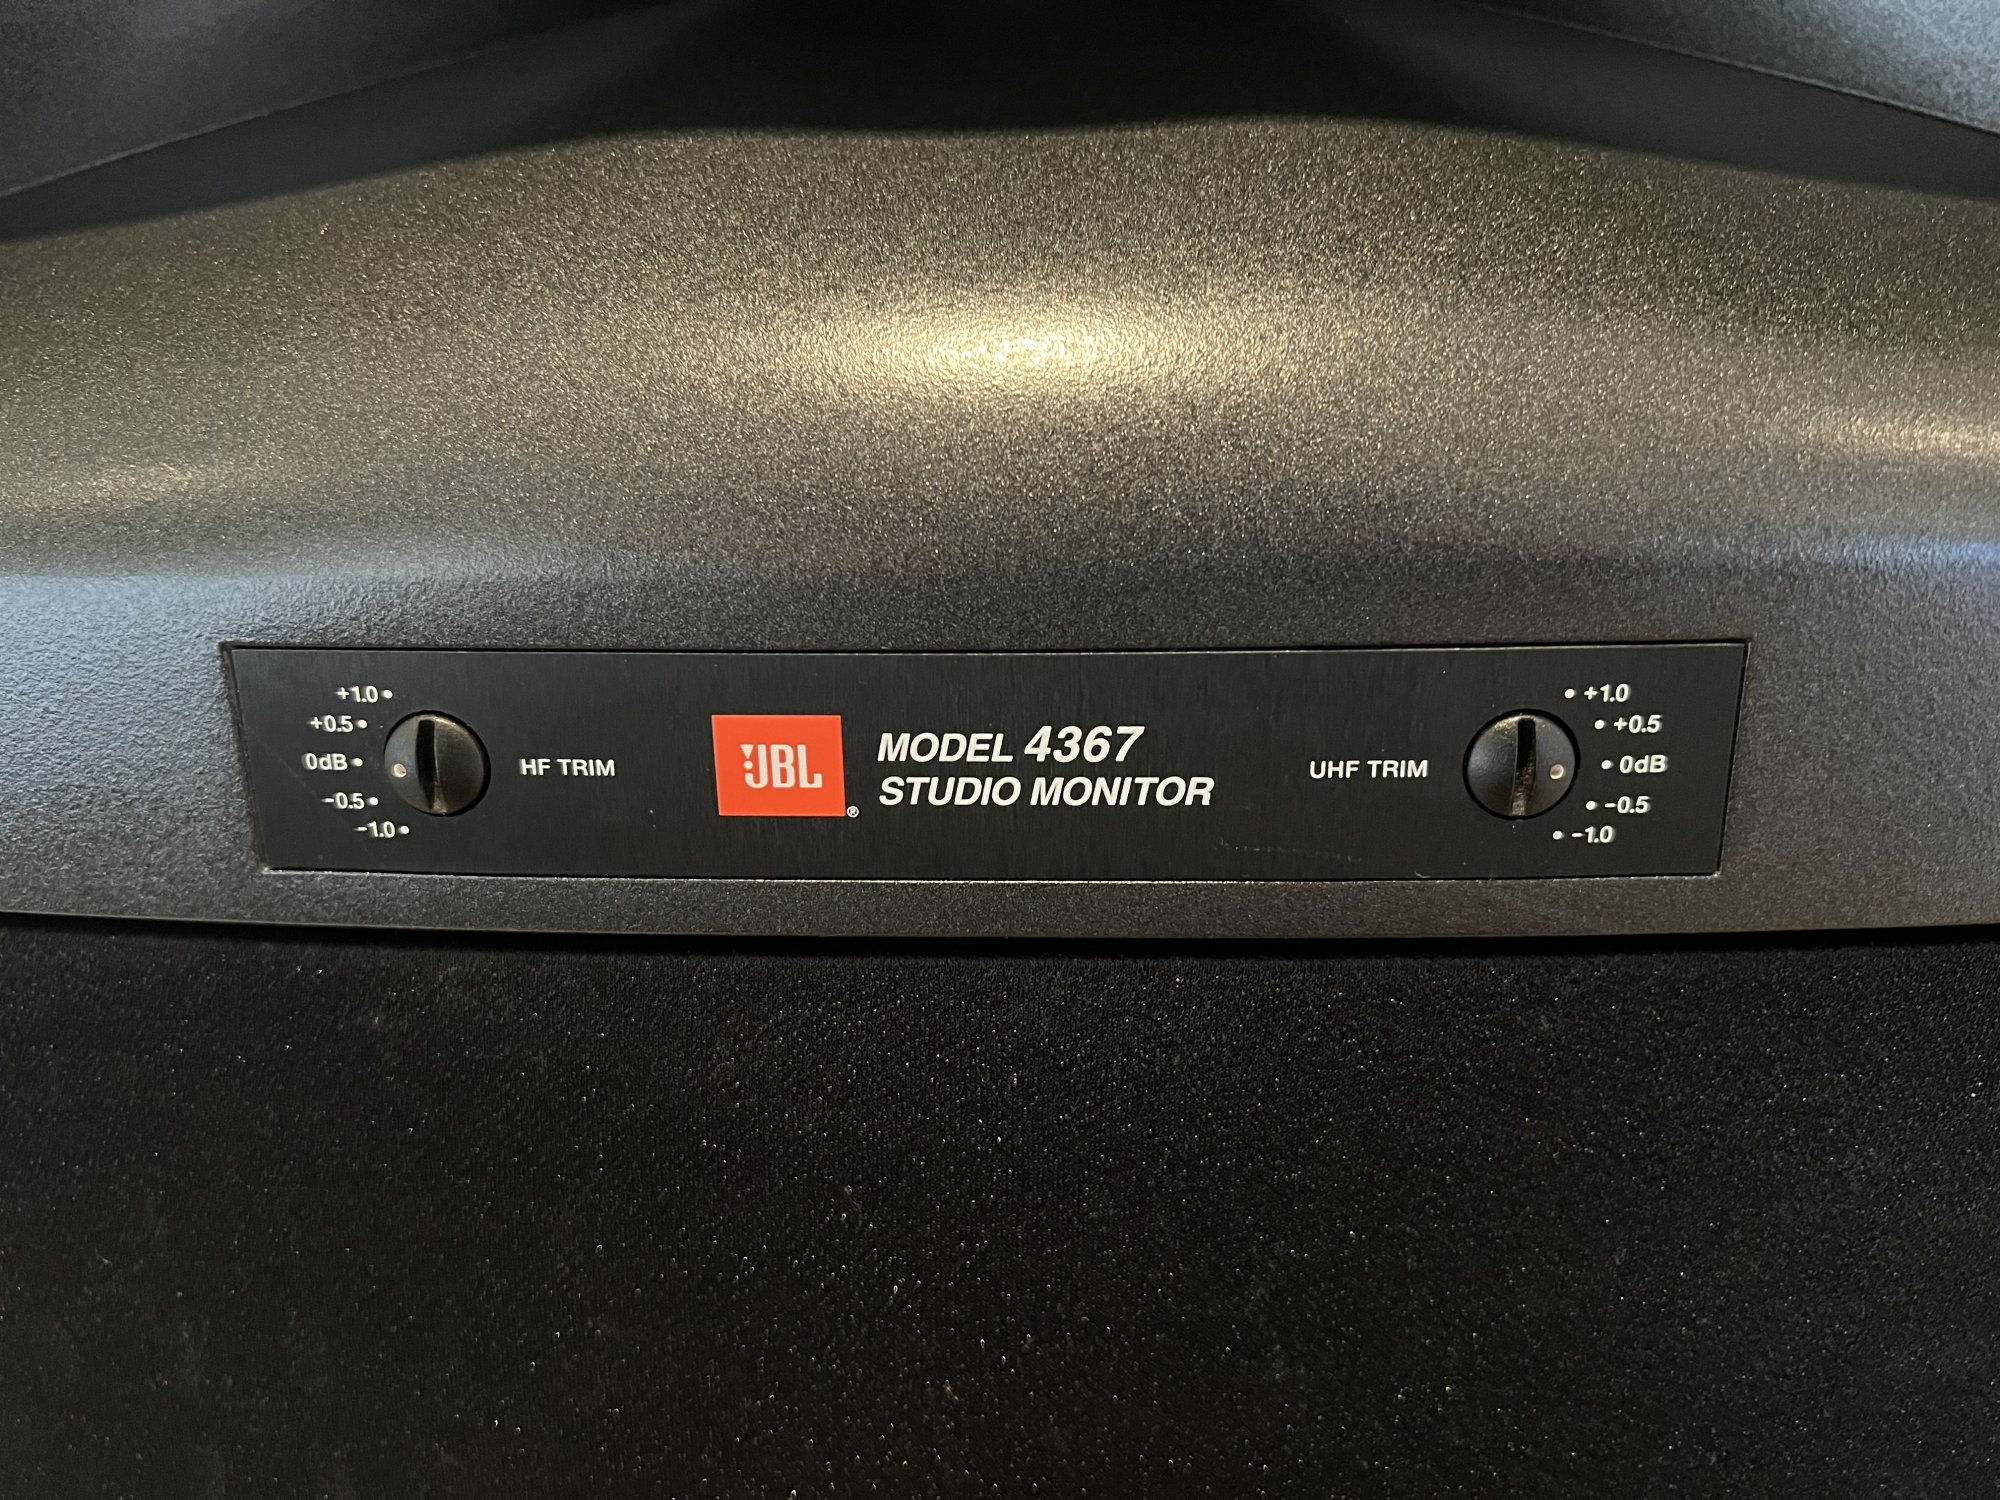 +1.0
+0.5
0dB
-0.5
-1.0
HF TRIM
JBL
®
MODEL 4367
STUDIO MONITOR
UHF TRIM
+1.0
+0.5
0dB
-0.5
-1.0